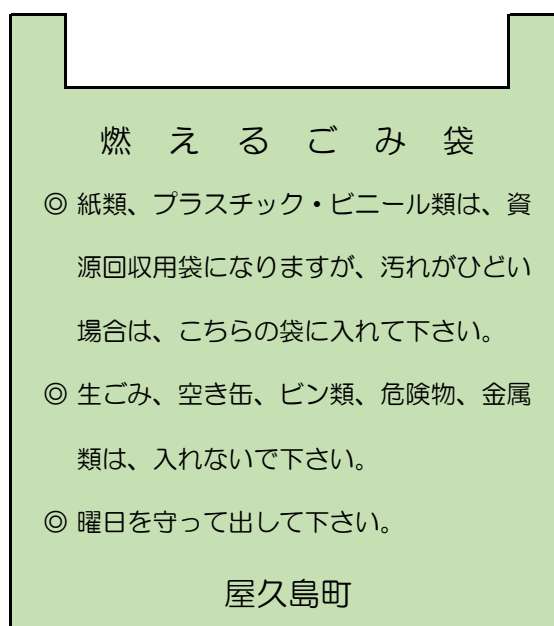 燃えるごみ袋
◎ 紙類、プラスチック・ビニール類は、資
源回収用袋になりますが、汚れがひどい
場合は、こちらの袋に入れて下さい。
◎ 生ごみ、空き缶、ビン類、危険物、金属
類は、入れないで下さい。
◎ 曜日を守って出して下さい。
屋久島町